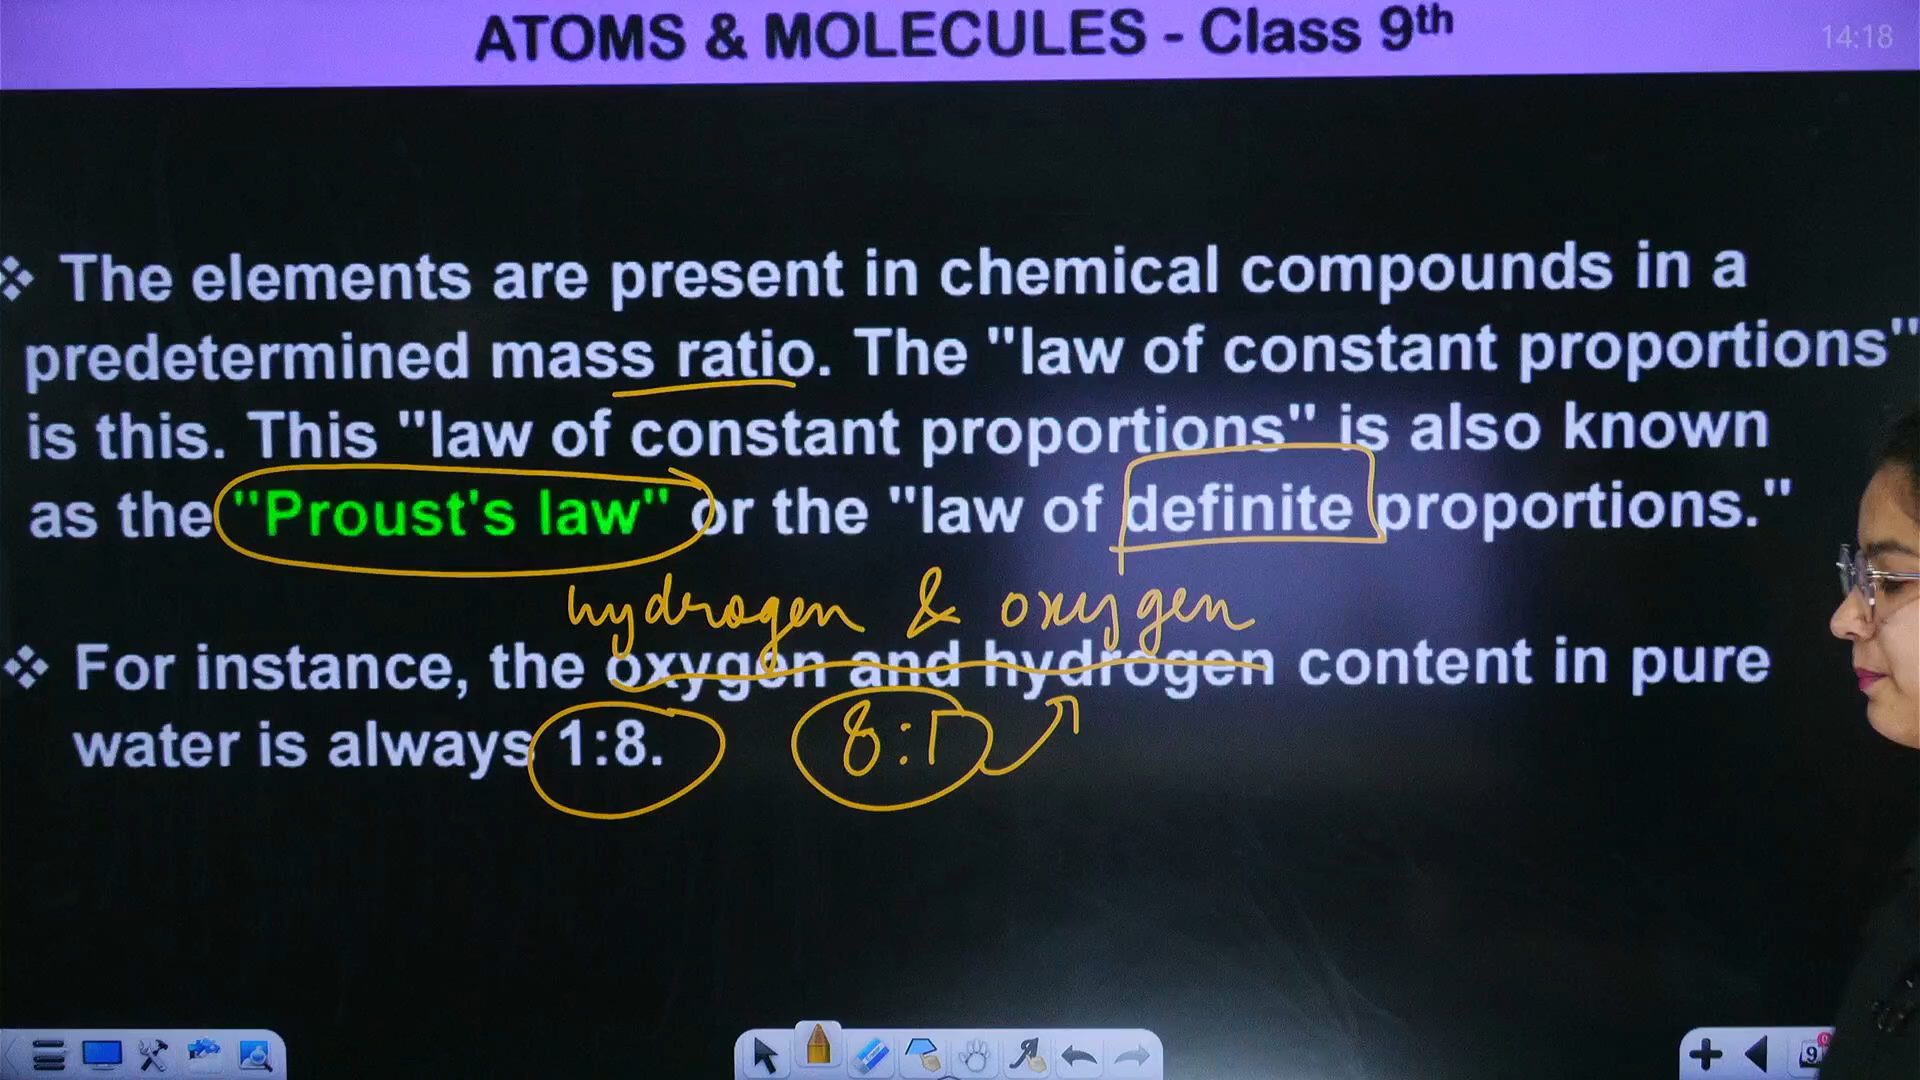 ATOMS & MOLECULES - Class 9th
14:18
❖ The elements are present in chemical compounds in a
predetermined mass ratio. The "law of constant proportions"
is this. This "law of constant proportions" is also known
as the "Proust's law" or the "law of definite proportions."
hydrogen & oxygen
❖ For instance, the oxygen and hydrogen content in pure
water is always 1:8. 8:1
9